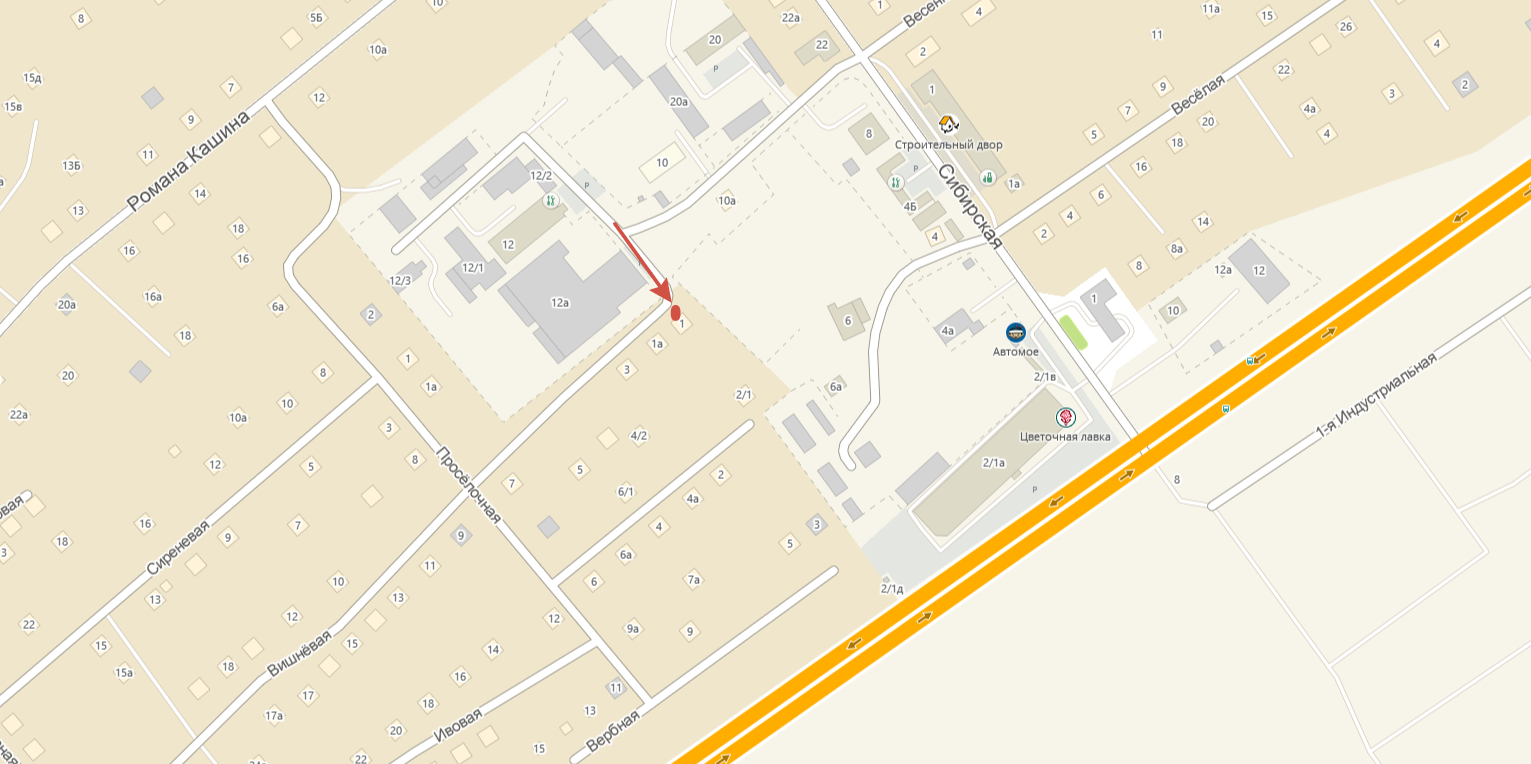 8
5Б
10
22а
1
4
Весен
11а
15
26
11
4
10а
20
Р
22
2
15д
7
12
20а
1
9
22
3
2
15в
9
8
7
4а
Весёлая
Романа Кашина
11
10
Строительный двор
5
20
4
18
13Б
12/2
Р
Р
1а
16
14
10а
4Б
Сибирская
6
13
18
4
4
2
14
16
12
8а
16
12/1
12/3
8
12а
12
20а
16а
6а
12а
1
10
2
1
6
4а
18
1а
Автомое
1
3
20
8
1а
2/1
6а
2/1в
22а
10а
10
3
4/2
Цветочная лавка
1-я Индустриальная
12
5
8
Просёлочная
5
2
2/1а
7
6/1
4а
Р
8
овая
16
7
4
3
3
18
Сиреневая
9
9
5
6а
11
10
6
7а
2/1д
13
13
22
12
12
9а
9
15
Вишнёвая
15
14
15а
18
16
17
11
18
13
17а
20
Ивовая
Вербная
15
22